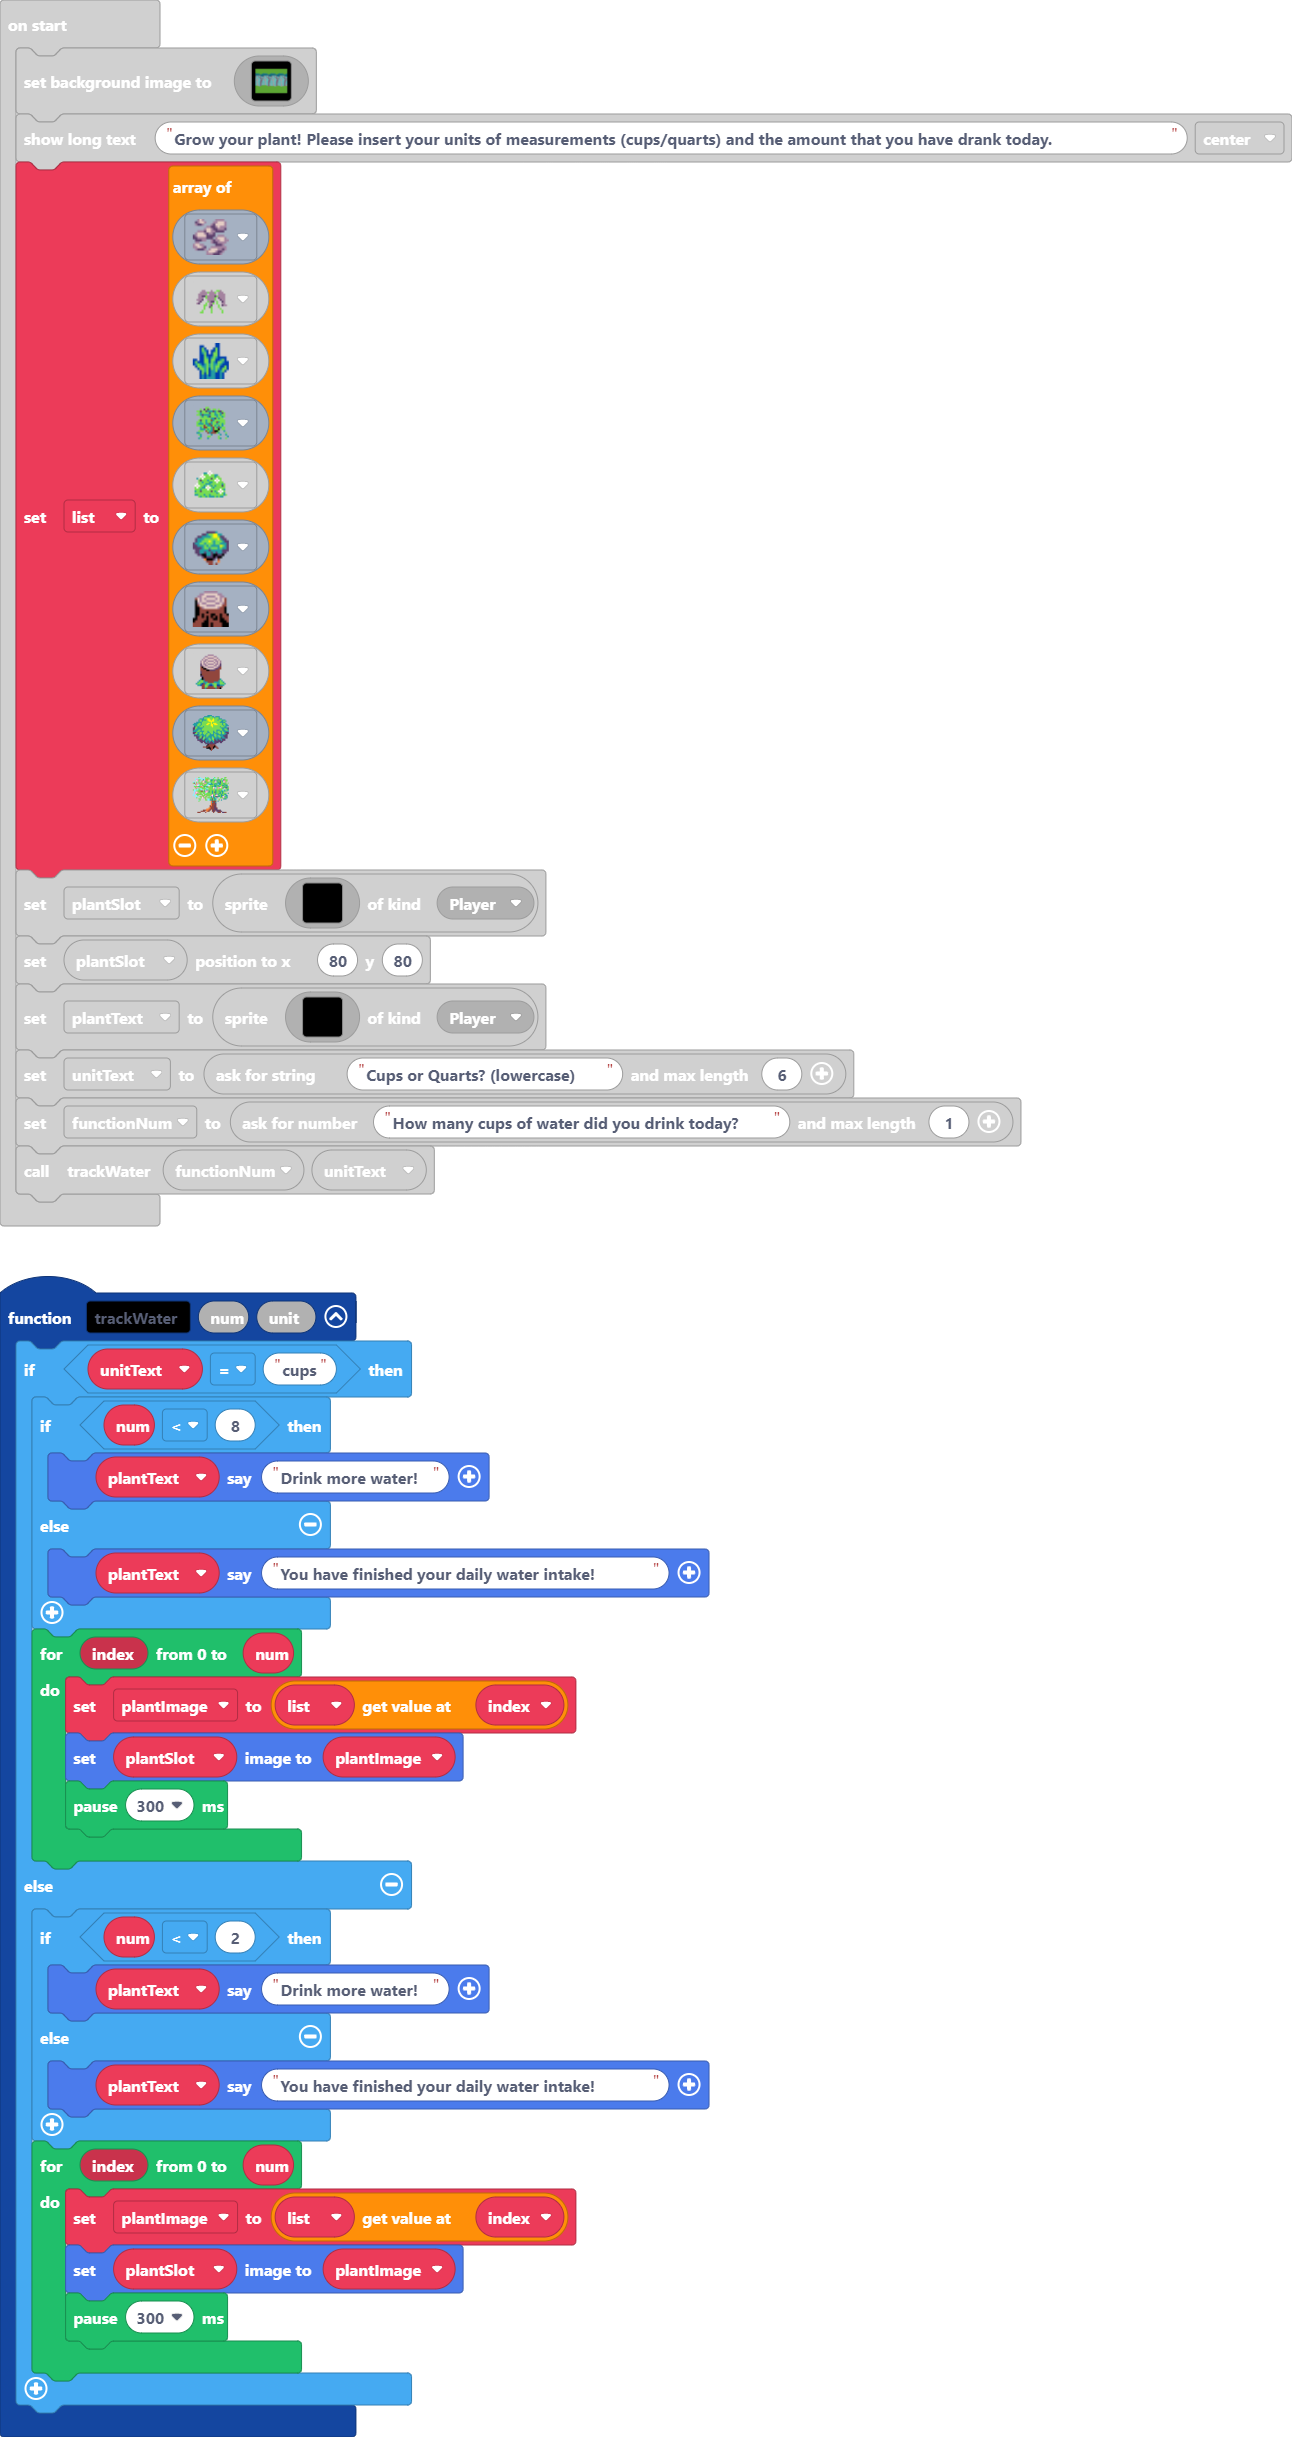 on start
set background image to
show long text "Grow your plant! Please insert your units of measurements (cups/quarts) and the amount that you have drank today." center
array of
set list to
set plantSlot to sprite of kind Player
set plantSlot position to x 80 y 80
set plantText to sprite of kind Player
set unitText to ask for string "Cups or Quarts? (lowercase)" and max length 6
set functionNum to ask for number "How many cups of water did you drink today?" and max length 1
call trackWater functionNum unitText
function trackWater num unit
if unitText = "cups" then
if num < 8 then
plantText say "Drink more water!"
else
plantText say "You have finished your daily water intake!"
for index from 0 to num
do set plantImage to list get value at index
set plantSlot image to plantImage
pause 300 ms
else
if num < 2 then
plantText say "Drink more water!"
else
plantText say "You have finished your daily water intake!"
for index from 0 to num
do set plantImage to list get value at index
set plantSlot image to plantImage
pause 300 ms